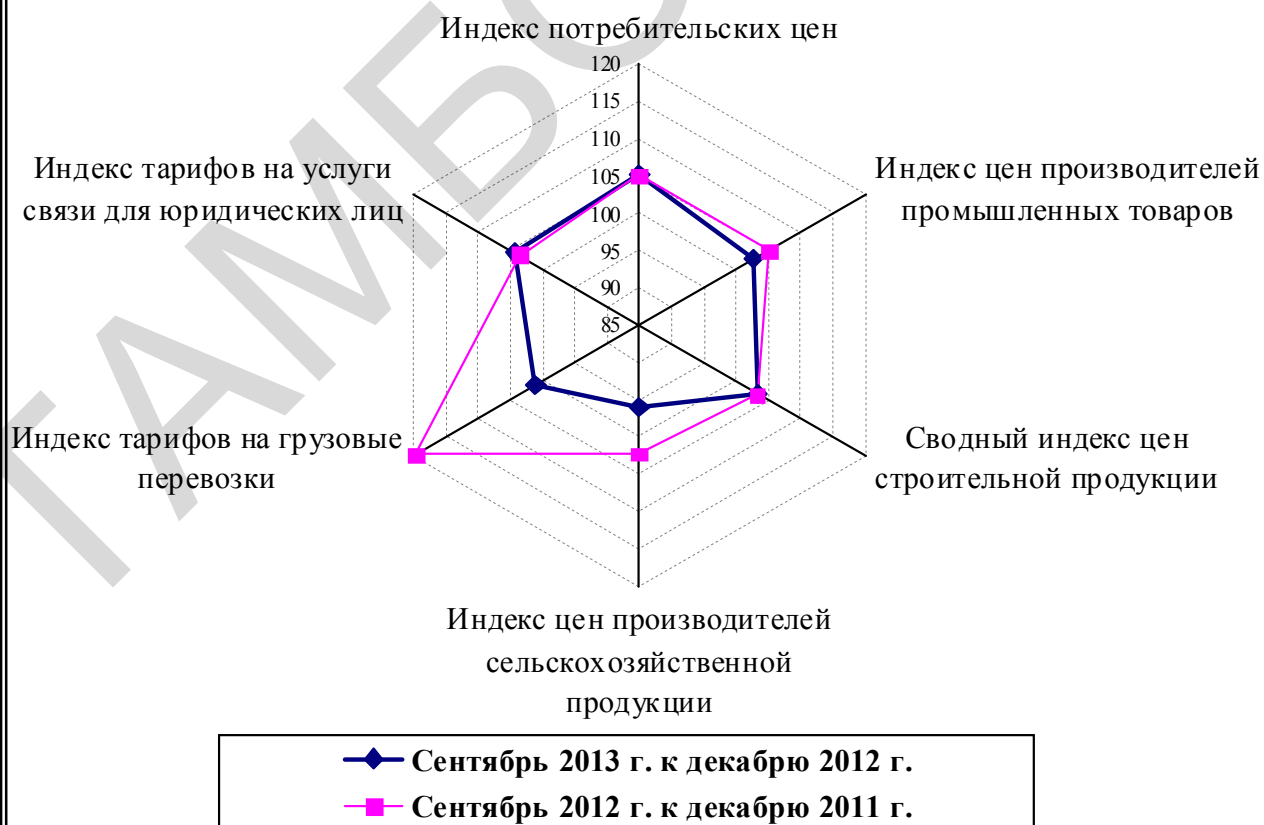 ТАМБО
Индекс потребительских цен
120
115
110
105
100
95
90
85
Индекс тарифов на услуги
связи для юридических лиц
Индекс цен производителей
промышленных товаров
Индекс тарифов на грузовые
перевозки
Сводный индекс цен
строительной продукции
Индекс цен производителей
сельскохозяйственной
продукции
Сентябрь 2013 г. к декабрю 2012 г.
Сентябрь 2012 г. к декабрю 2011 г.